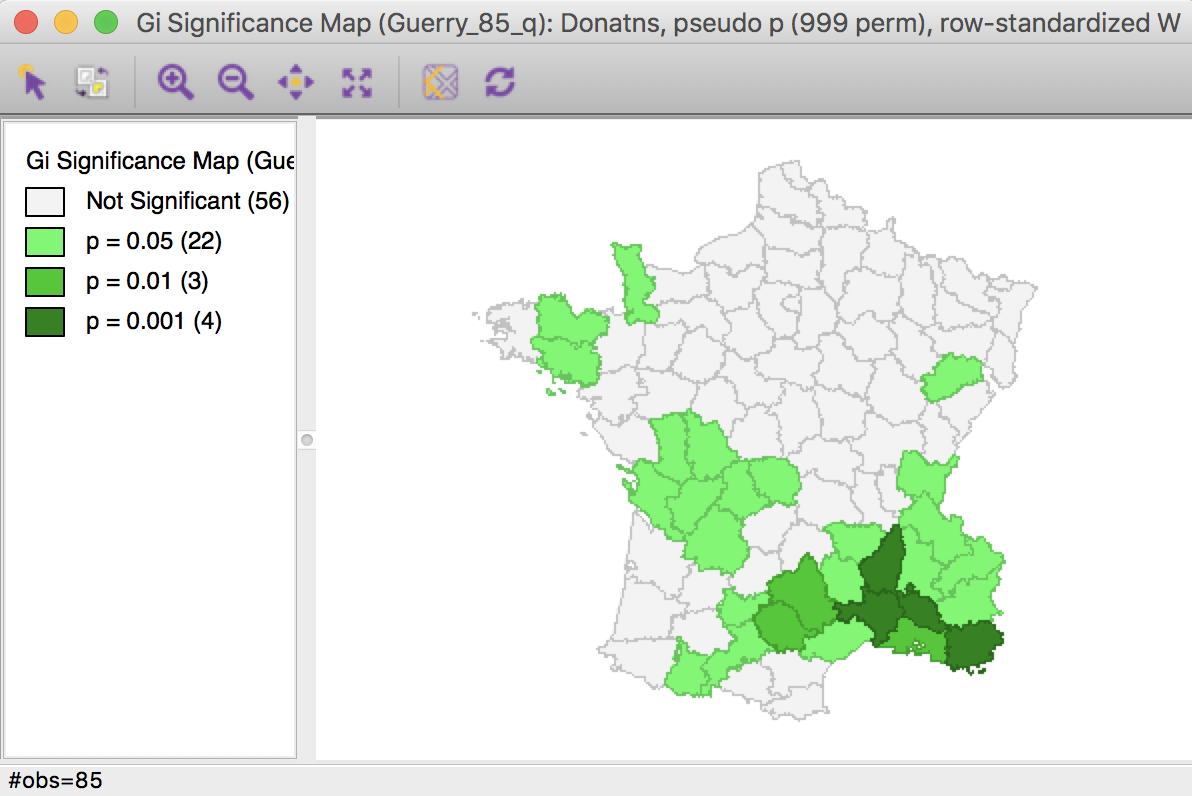 Gi Significance Map (Guerry_85_q): Donatns, pseudo p (999 perm), row-standardized W
Gi Significance Map (Gue
Not Significant (56)
p = 0.05 (22)
p = 0.01 (3)
p = 0.001 (4)
#obs=85